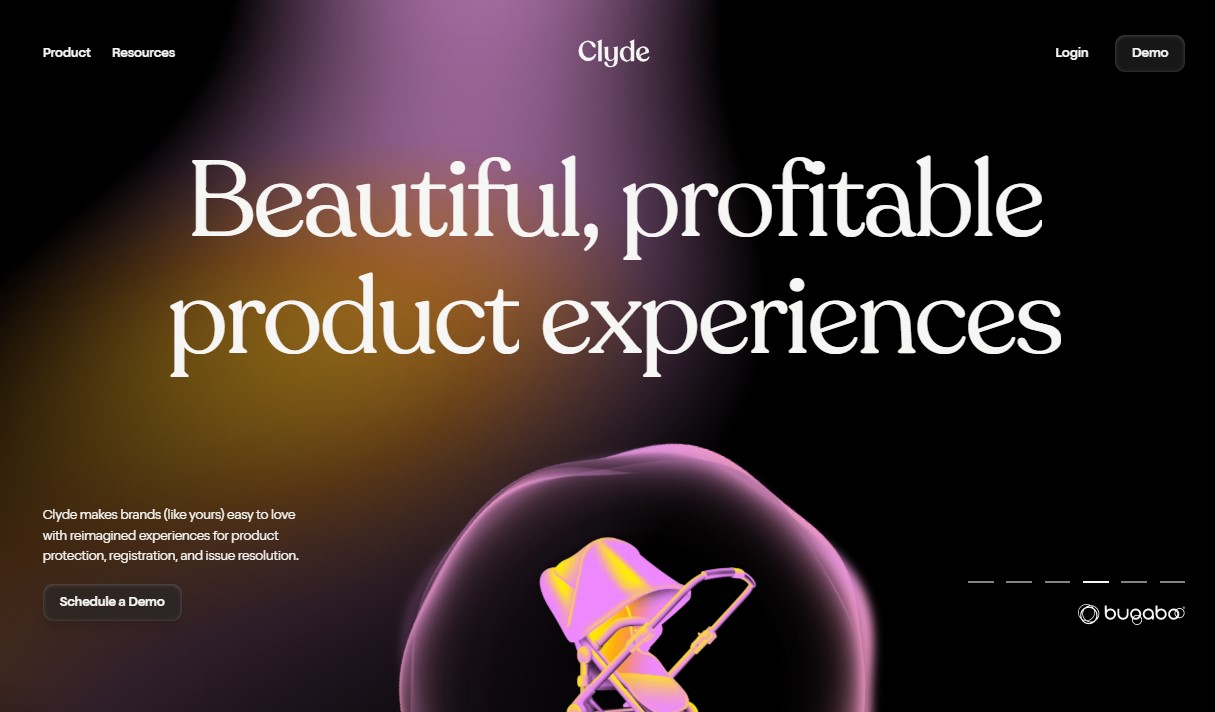 Product Resources Clyde Login Demo
Beautiful, profitable
product experiences
Clyde makes brands (like yours) easy to love
with reimagined experiences for product
protection, registration, and issue resolution.
Schedule a Demo
bugaboo